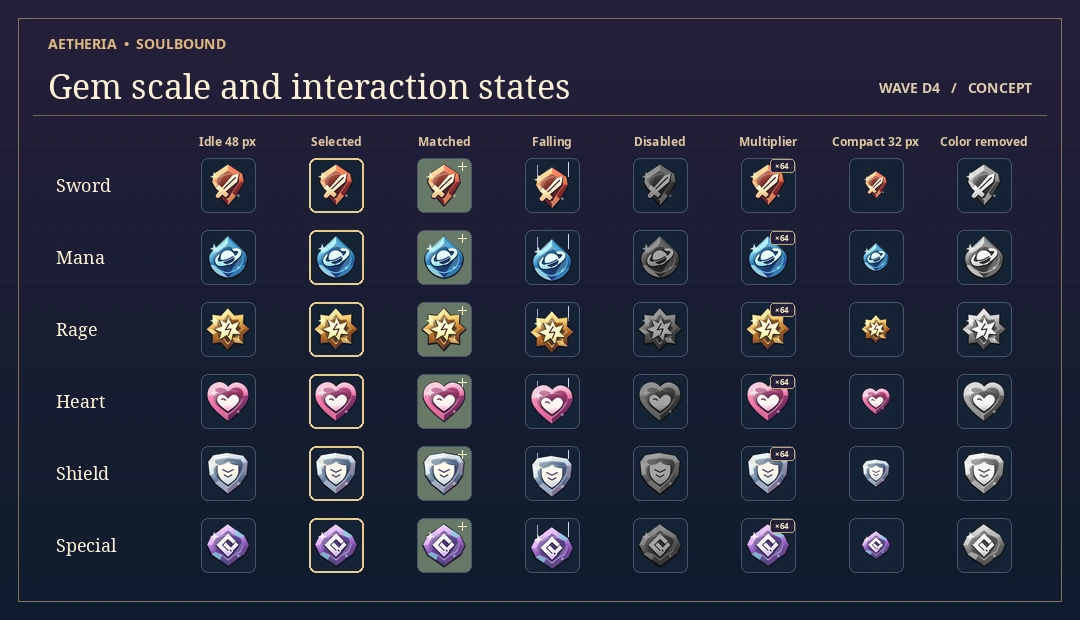 AETHERIA • SOULBOUND
Gem scale and interaction states
WAVE D4 / CONCEPT
Idle 48 px Selected Matched Falling Disabled Multiplier Compact 32 px Color removed
Sword ×64
Mana ×64
Rage ×64
Heart ×64
Shield ×64
Special ×64